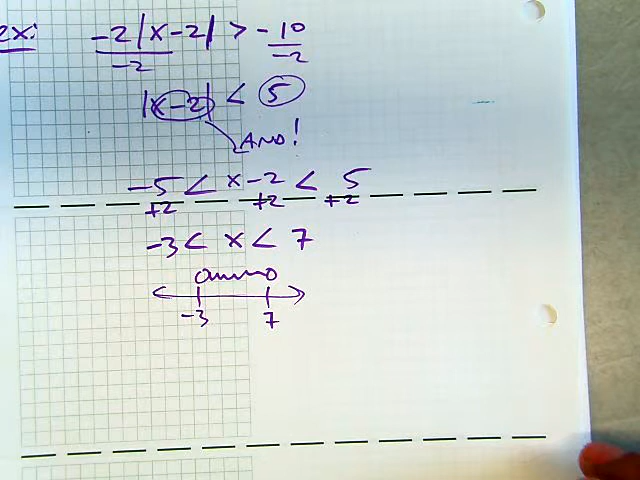 ex: -2|x-2| > -10
-2 -2
|x-2| < 5
AND!
-5 < x-2 < 5
+2 +2 +2
-3 < x < 7
-3 7